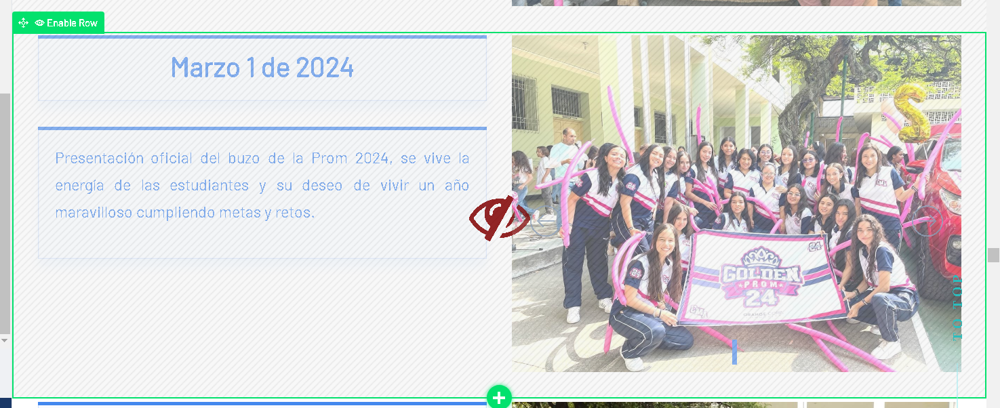 Enable Row
Marzo 1 de 2024
Presentación oficial del buzo de la Prom 2024, se vive la
energía de las estudiantes y su deseo de vivir un año
maravilloso cumpliendo metas y retos.
2
24
GOLDEN
PROM
24
TO TOP